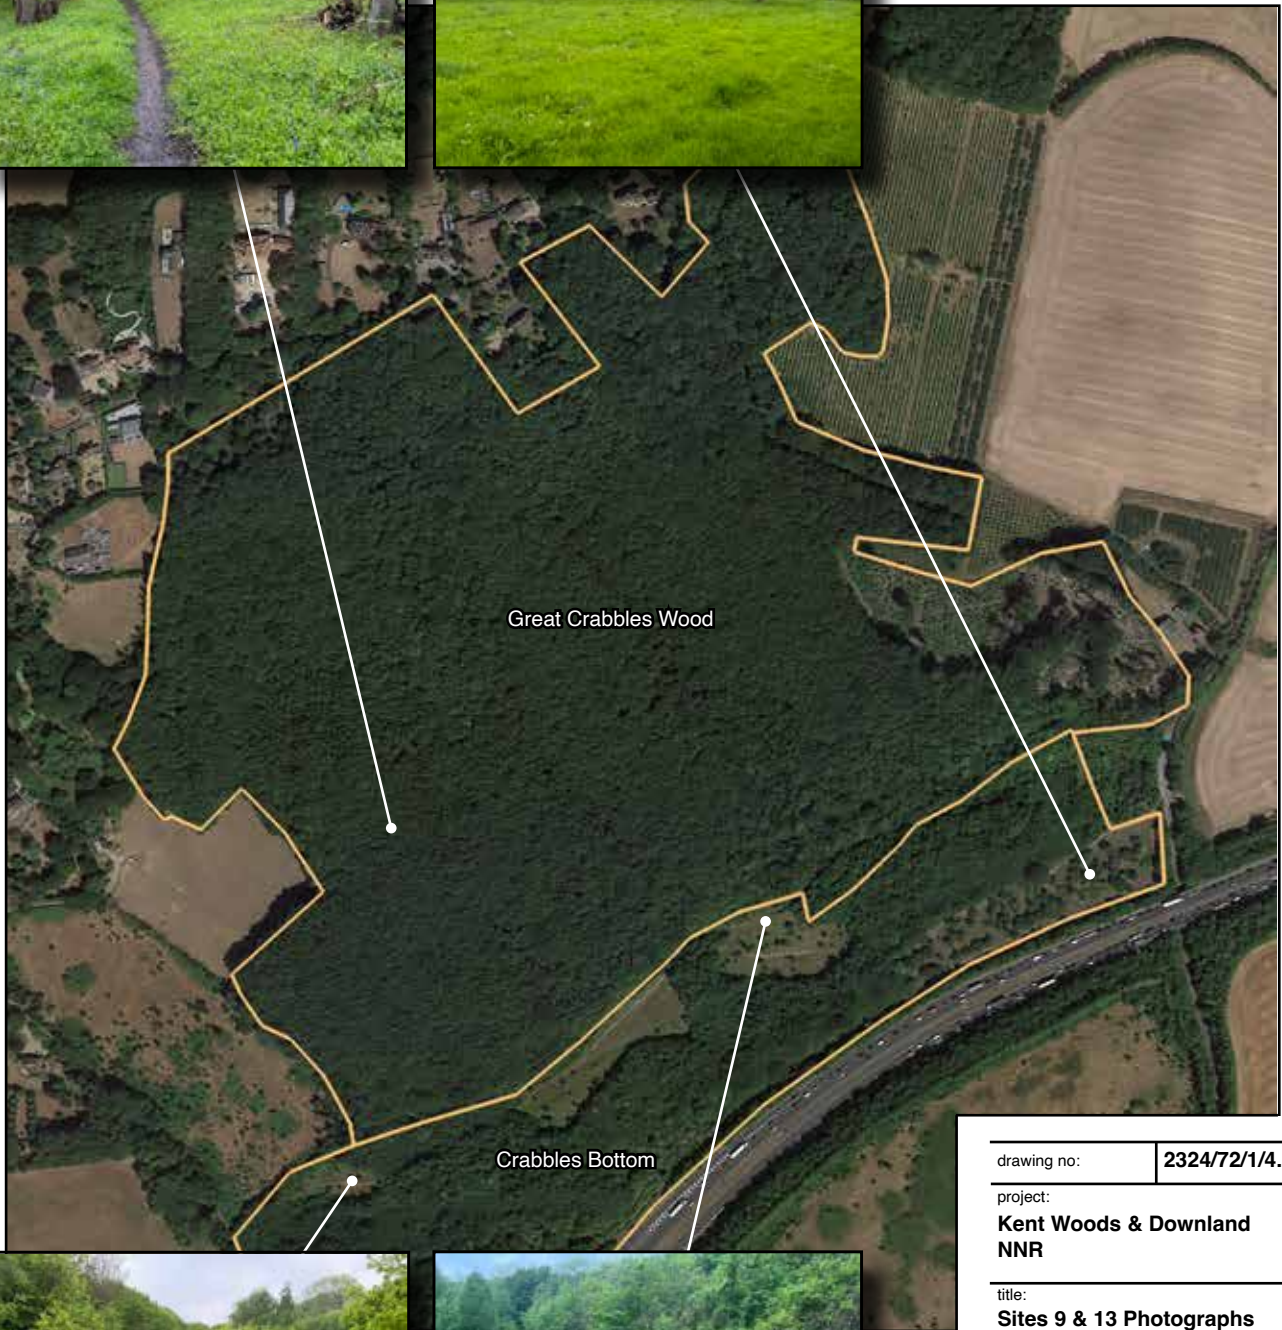 Great Crabbles Wood
Crabbles Bottom
drawing no: 2324/72/1/4.
project:
Kent Woods & Downland
NNR
title:
Sites 9 & 13 Photographs